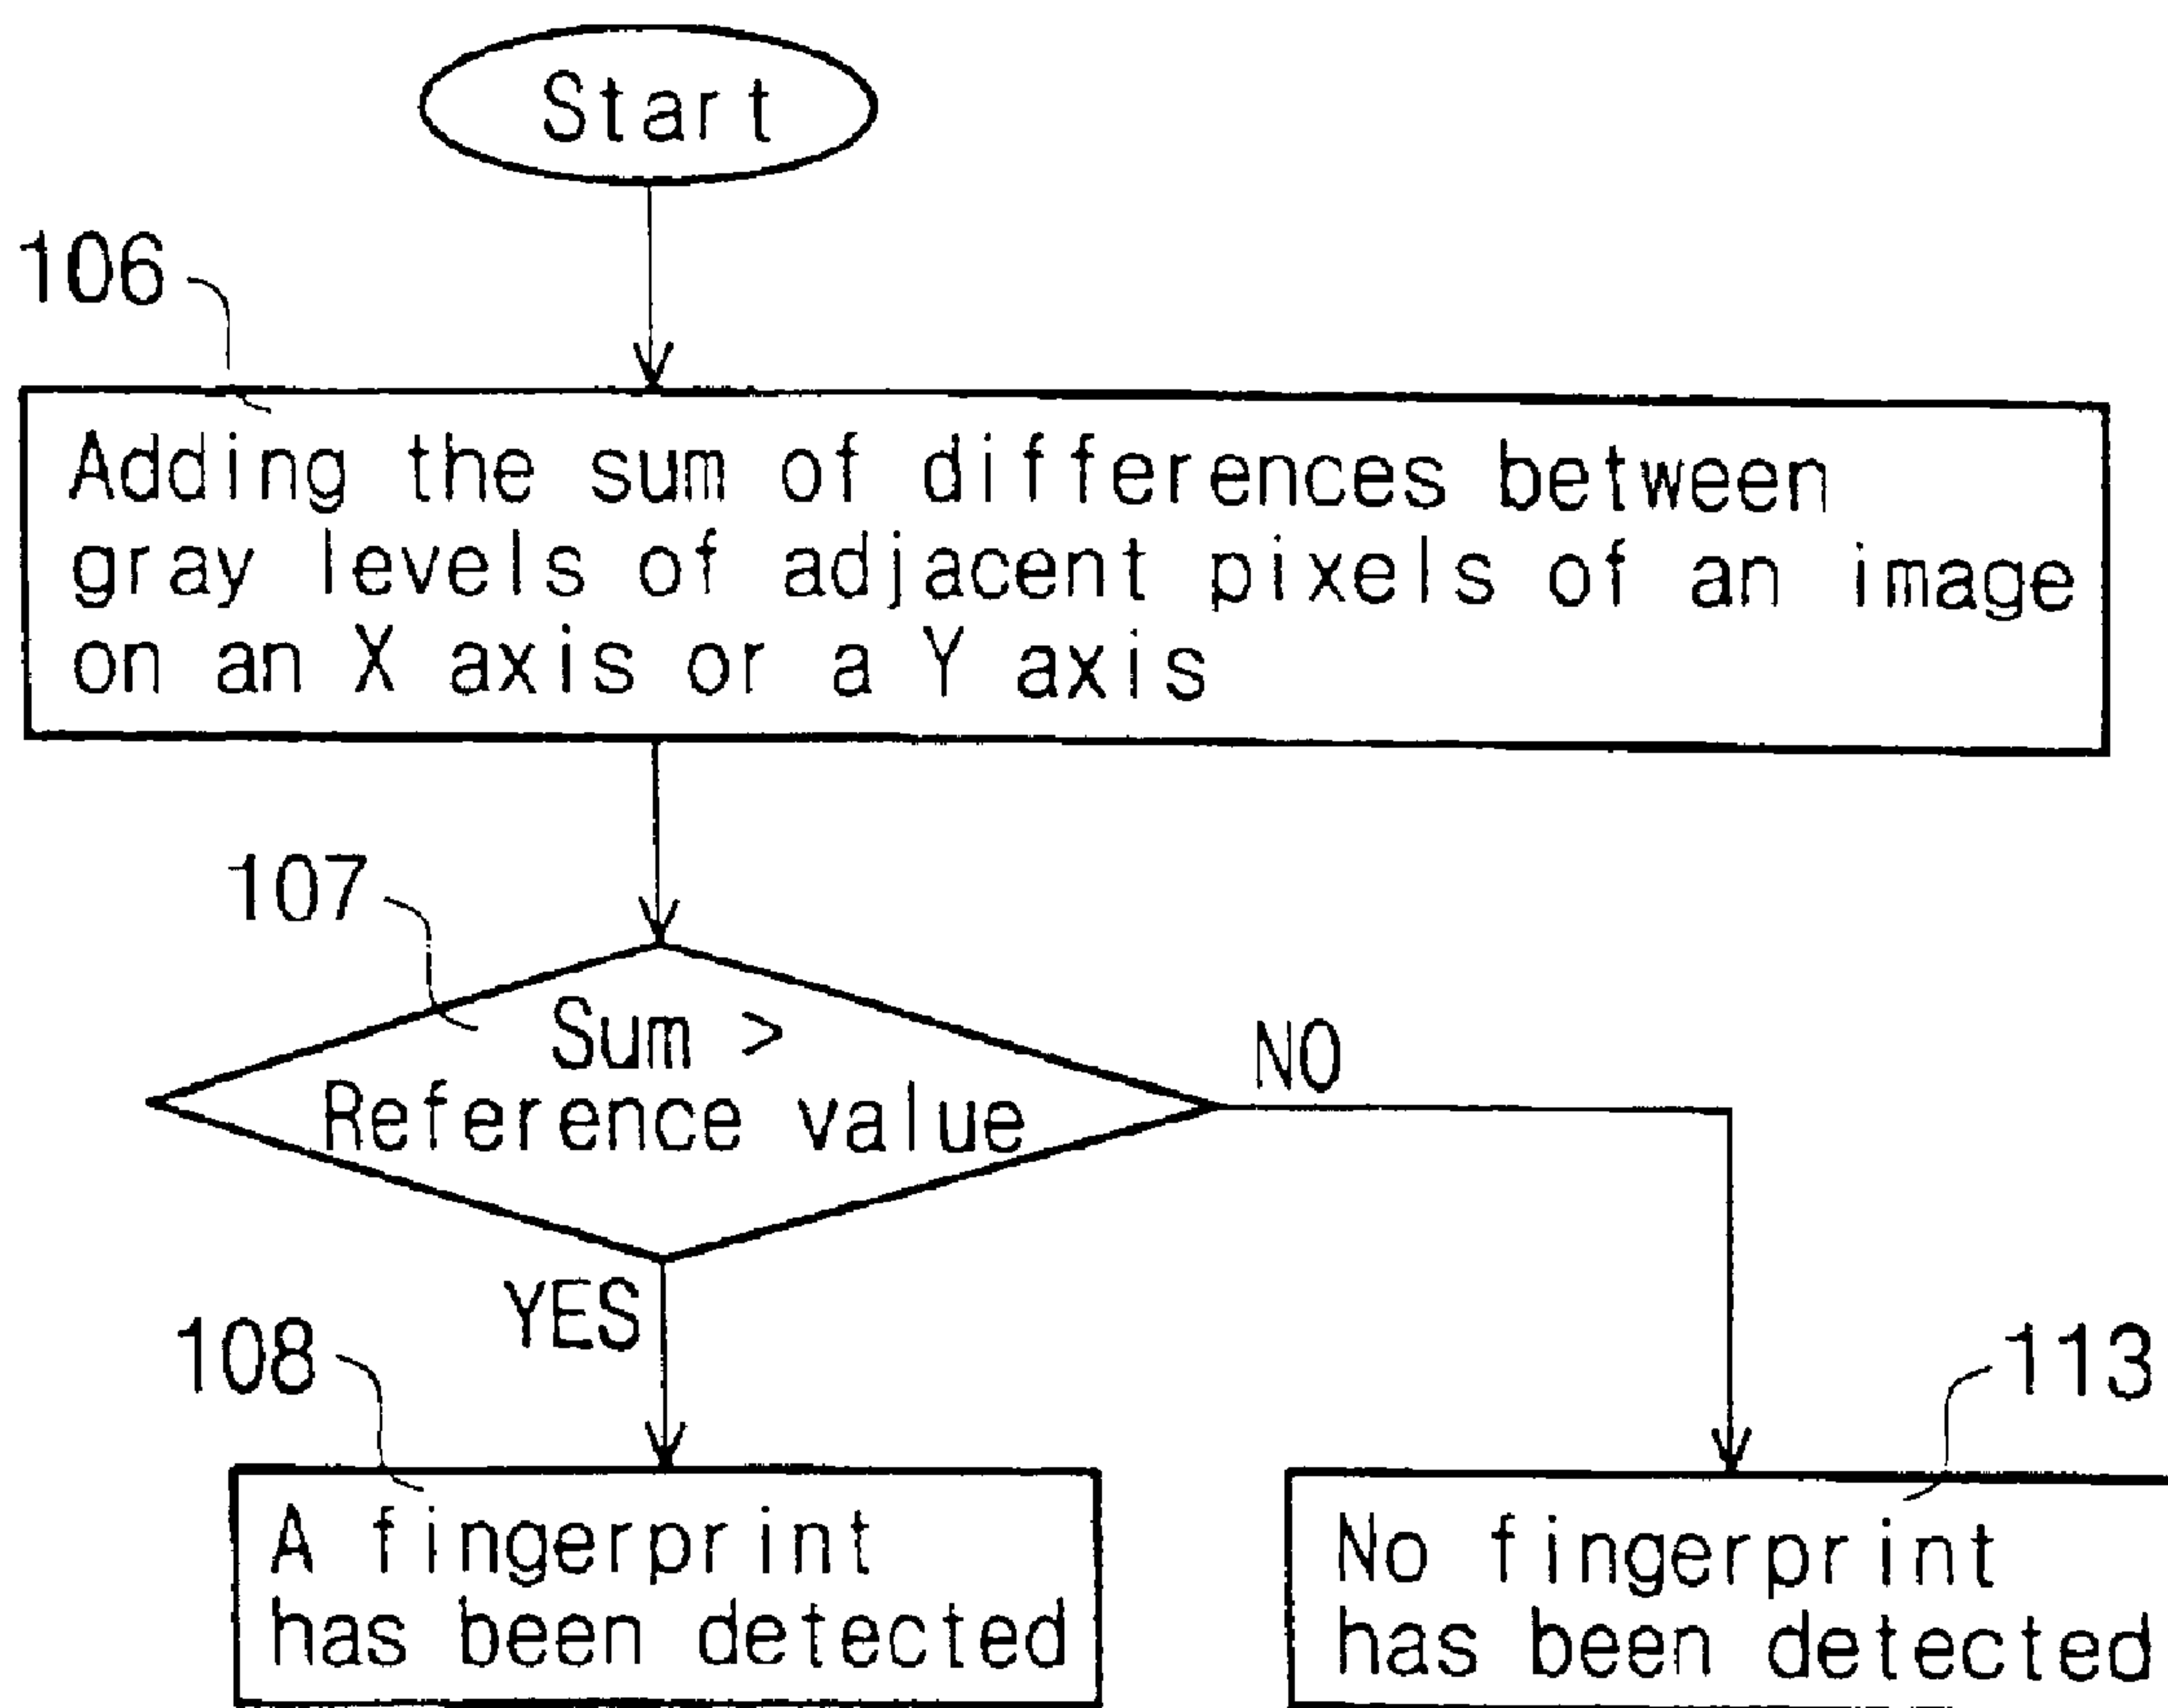 Start
106
Adding the sum of differences between
gray levels of adjacent pixels of an image
on an X axis or a Y axis
107
Sum >
Reference value
NO
YES
108
113
A fingerprint
has been detected
No fingerprint
has been detected